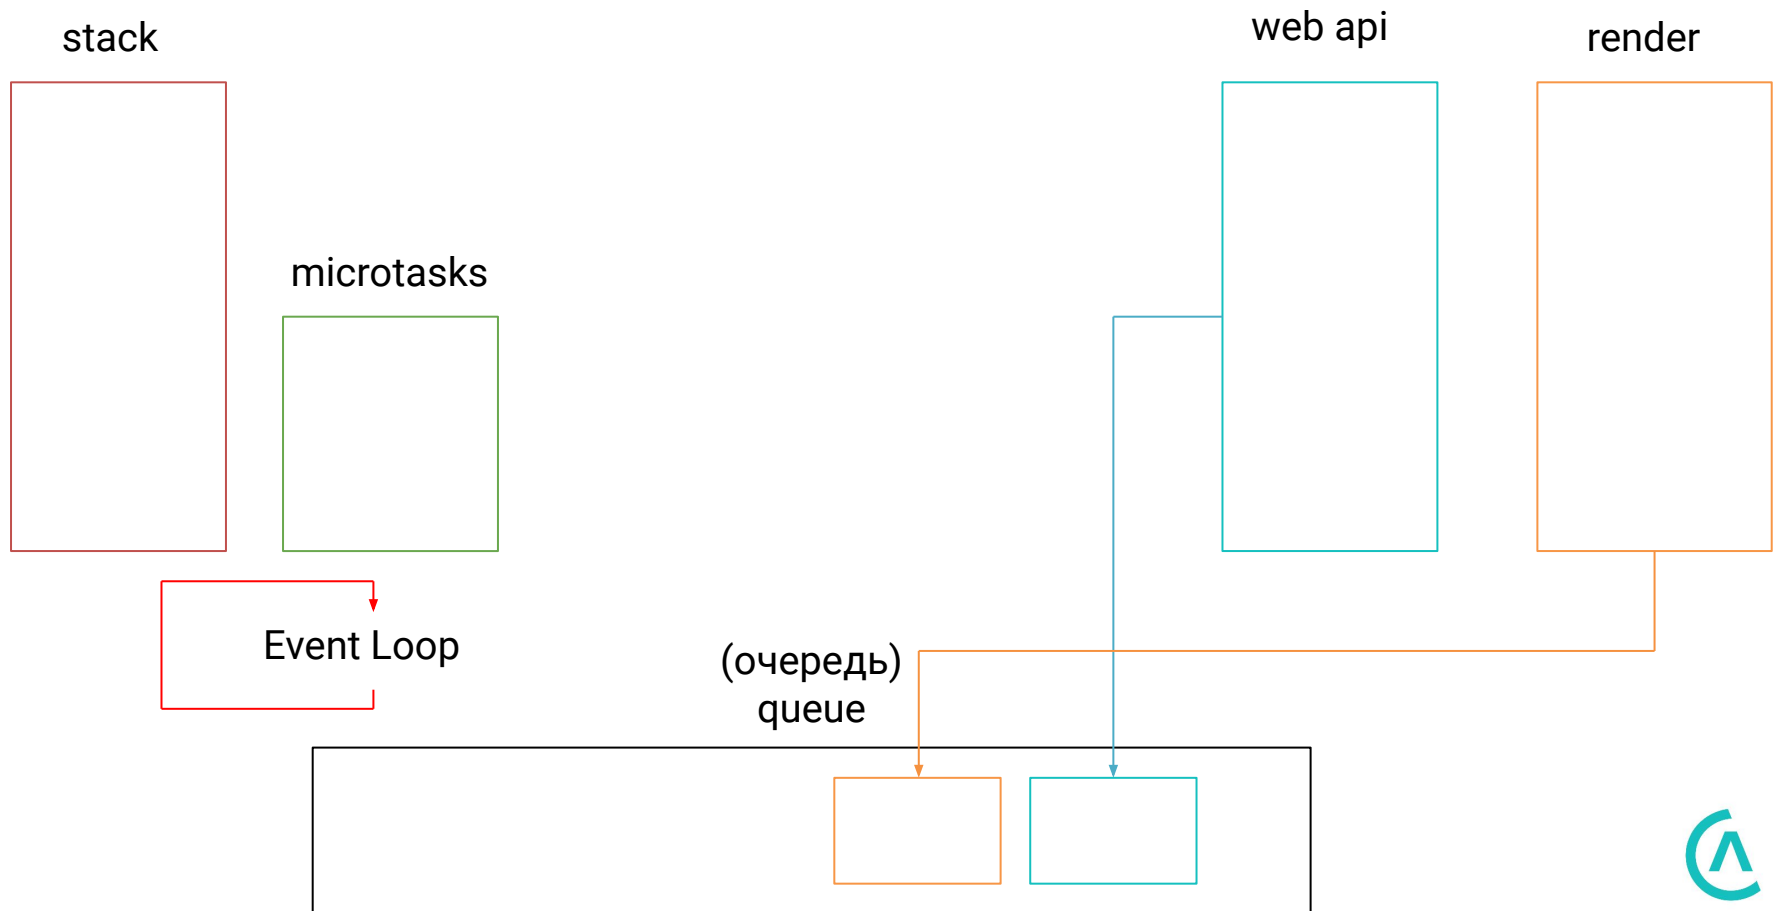 stack
web api
render
microtasks
Event Loop
(очередь)
queue